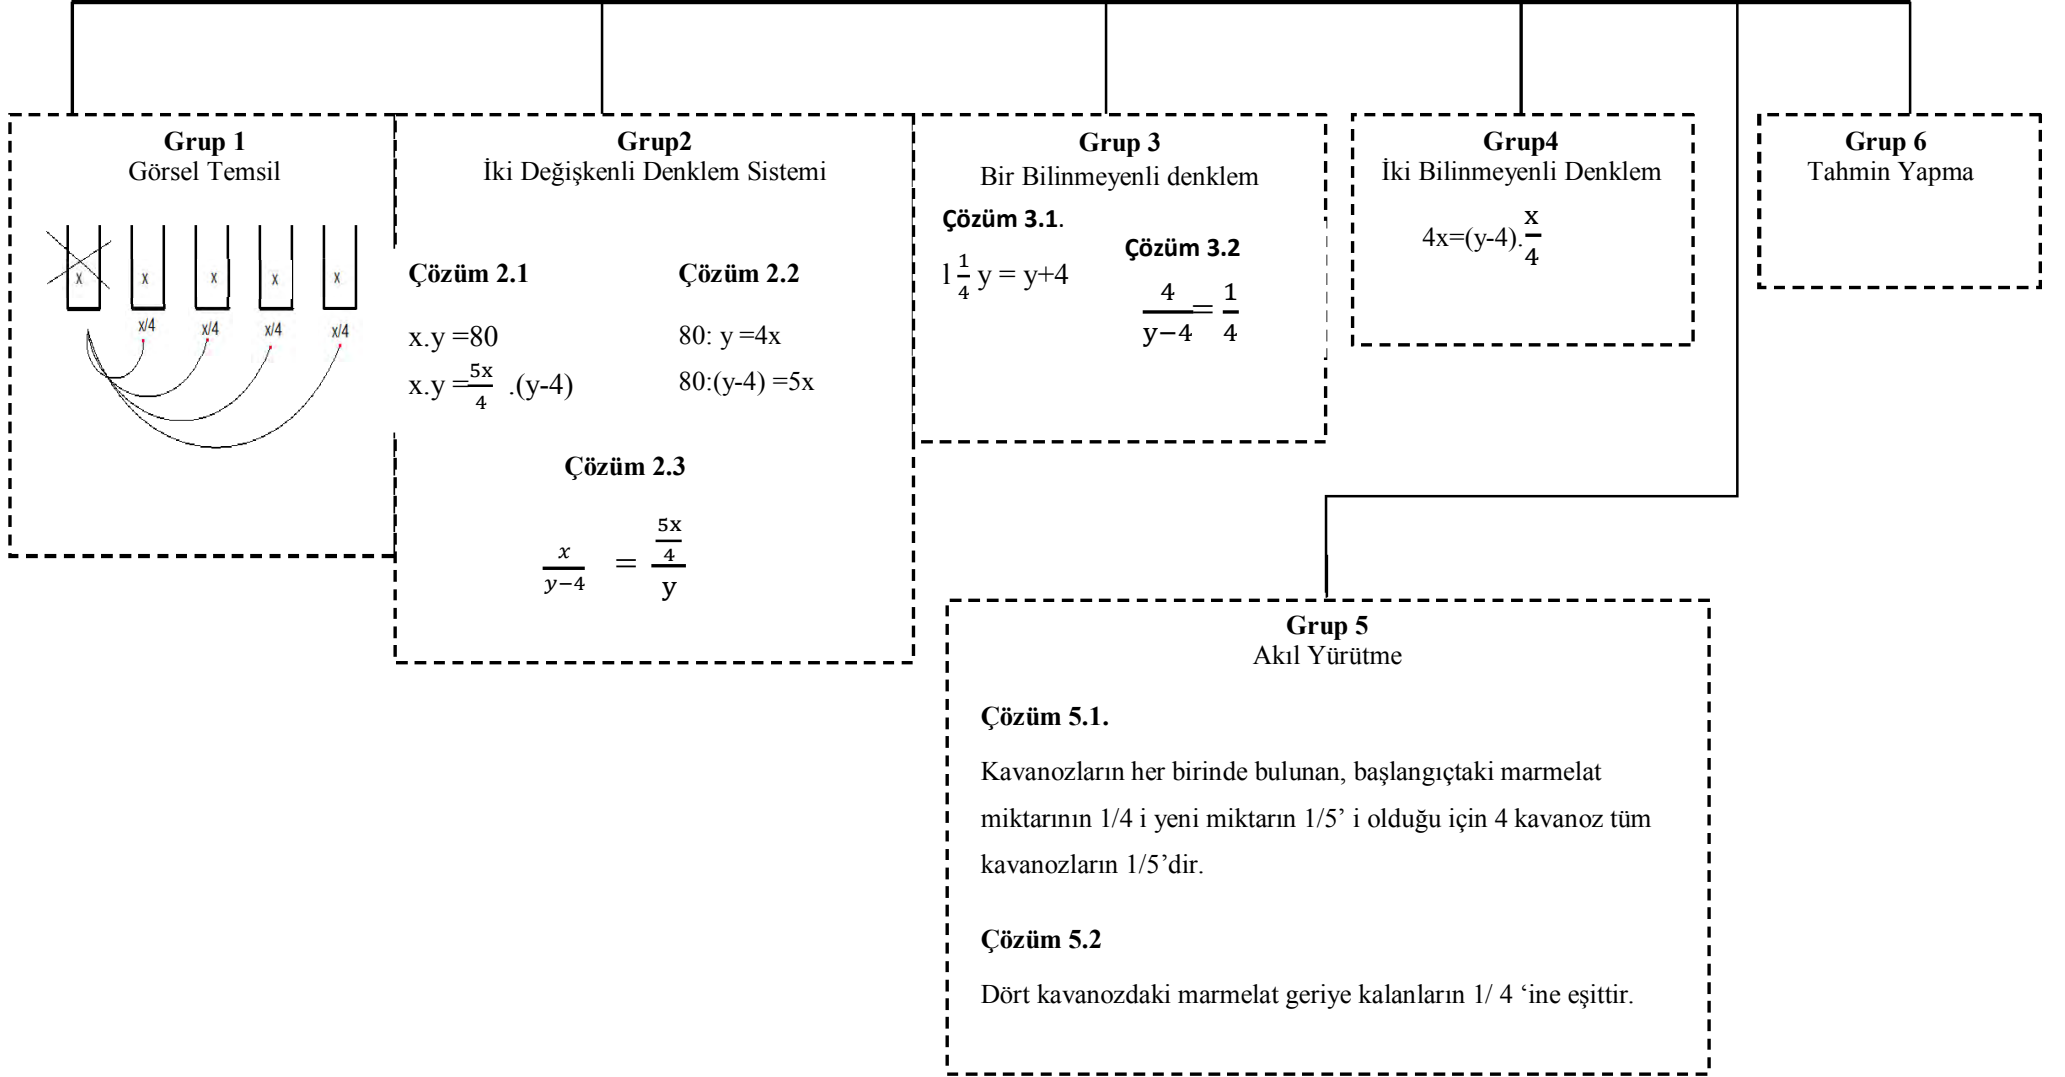 Grup 1
Görsel Temsil
x x x x x
x/4 x/4 x/4 x/4
Grup2
İki Değişkenli Denklem Sistemi
Çözüm 2.1
x.y =80
x.y =5x/4 .(y-4)
Çözüm 2.2
80: y =4x
80:(y-4) =5x
Çözüm 2.3
x/(y−4) = (5x/4)/y
Grup 3
Bir Bilinmeyenli denklem
Çözüm 3.1.
1 1/4 y = y+4
Çözüm 3.2
4/(y−4) = 1/4
Grup4
İki Bilinmeyenli Denklem
4x=(y-4).x/4
Grup 5
Akıl Yürütme
Çözüm 5.1.
Kavanozların her birinde bulunan, başlangıçtaki marmelat
miktarının 1/4 i yeni miktarın 1/5’ i olduğu için 4 kavanoz tüm
kavanozların 1/5’dir.
Çözüm 5.2
Dört kavanozdaki marmelat geriye kalanların 1/ 4 ‘ine eşittir.
Grup 6
Tahmin Yapma